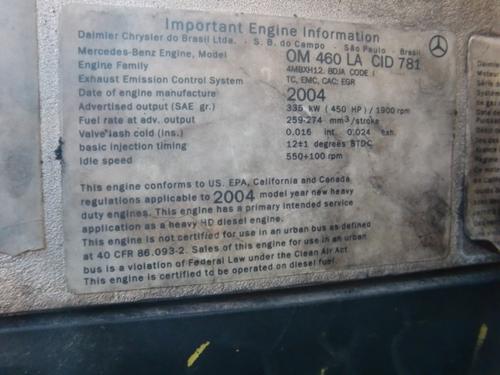 Important Engine Information
Daimler Chrysler do Brasil Ltda. - S. B. do Campo - São Paulo - Brasil
Mercedes-Benz Engine, Model OM 460 LA CID 781
Engine Family 4MBXH12.8DJA CODE 1
Exhaust Emission Control System TC, EMC, CAC, EGR
Date of engine manufacture 2004
Advertised output (SAE gr.) 335 kW (450 HP) / 1900 rpm
Fuel rate at adv. output 259-274 mm³/stroke
Valve lash cold (ins.) 0.016 int. 0.024 exh.
basic injection timing 12±1 degrees BTDC
Idle speed 550+100 rpm
This engine conforms to US. EPA, California and Canada
regulations applicable to 2004 model year new heavy
duty engines. This engine has a primary intended service
application as a heavy HD diesel engine.
This engine is not certified for use in an urban bus as defined
at 40 CFR 86.093-2. Sales of this engine for use in an urban
bus is a violation of Federal Law under the Clean Air Act.
This engine is certified to be operated on diesel fuel.